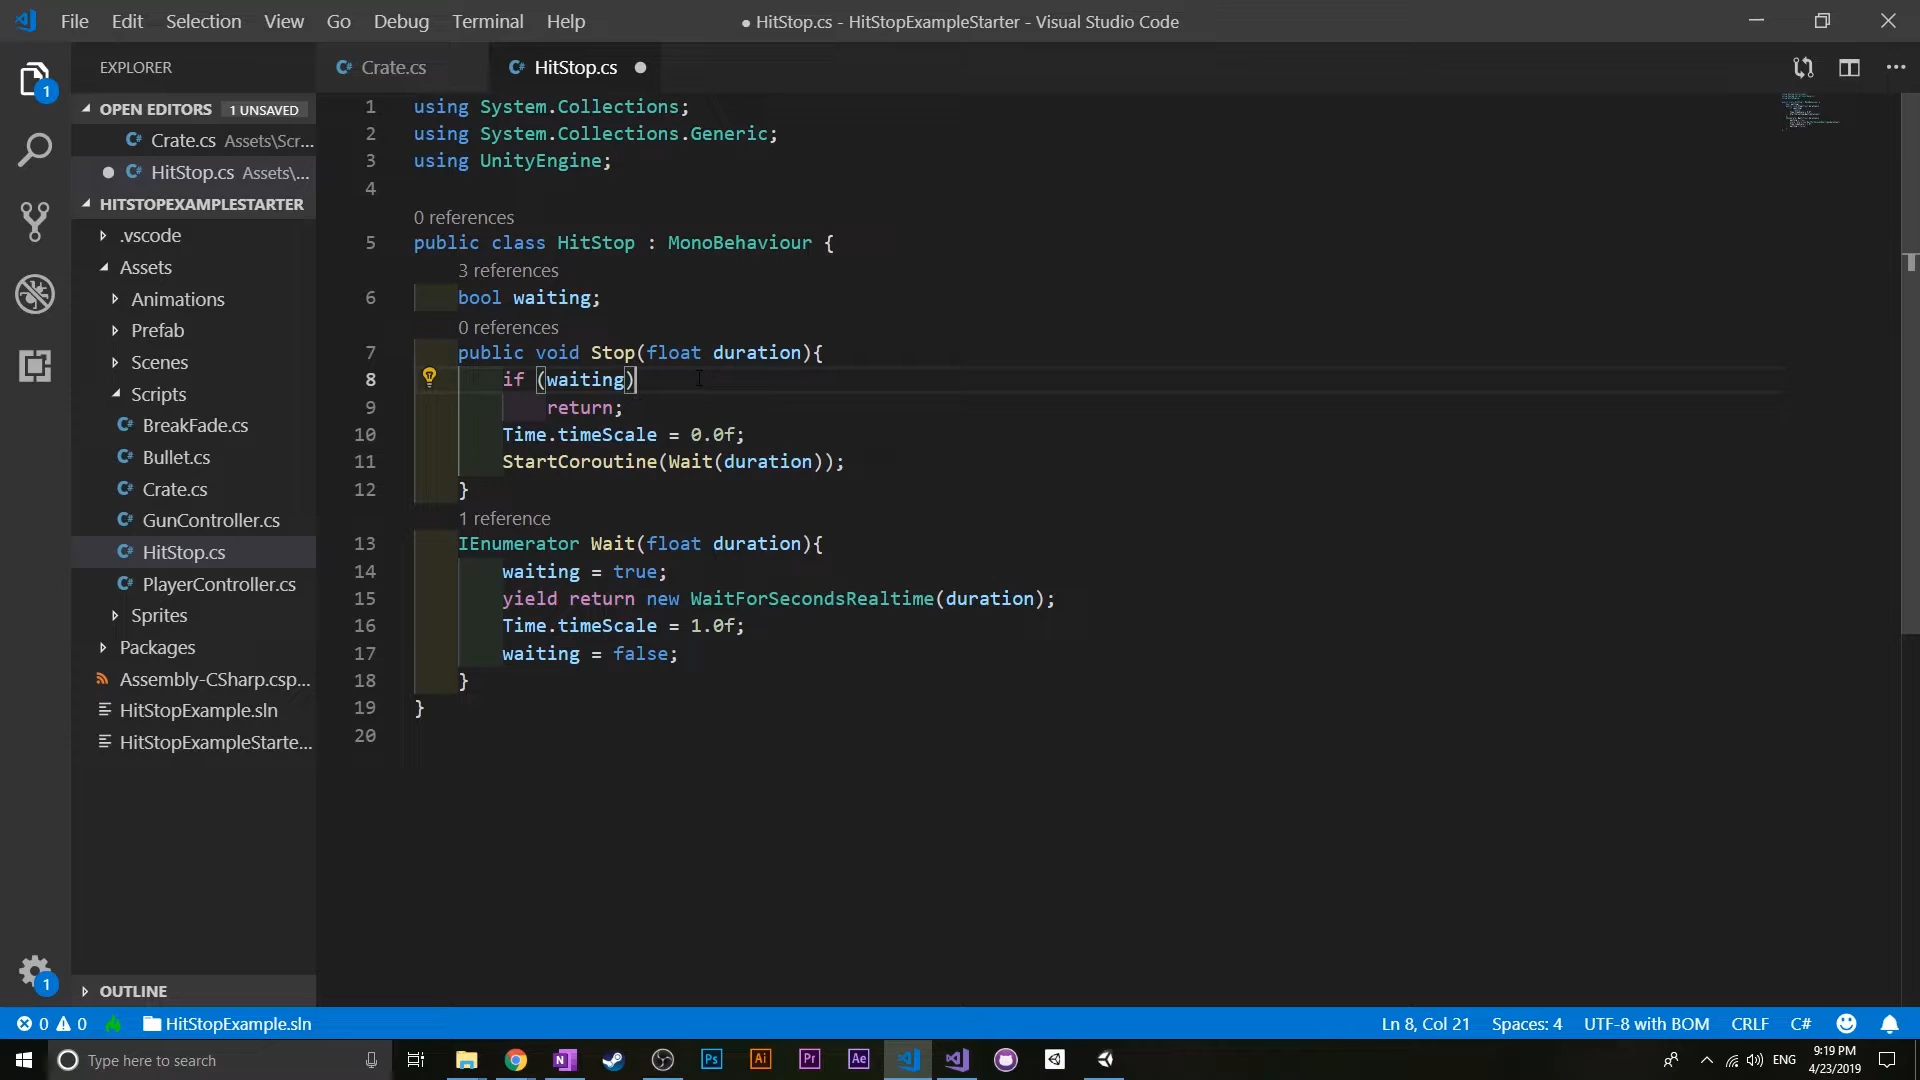 File Edit Selection View Go Debug Terminal Help
● HitStop.cs - HitStopExampleStarter - Visual Studio Code
EXPLORER
OPEN EDITORS 1 UNSAVED
C# Crate.cs Assets\Scr...
● C# HitStop.cs Assets\...
HITSTOPEXAMPLESTARTER
.vscode
Assets
Animations
Prefab
Scenes
Scripts
C# BreakFade.cs
C# Bullet.cs
C# Crate.cs
C# GunController.cs
C# HitStop.cs
C# PlayerController.cs
Sprites
Packages
Assembly-CSharp.csp...
HitStopExample.sln
HitStopExampleStarte...
OUTLINE
1
1
C# Crate.cs
C# HitStop.cs ●
1 using System.Collections;
2 using System.Collections.Generic;
3 using UnityEngine;
4
0 references
5 public class HitStop : MonoBehaviour {
3 references
6 bool waiting;
0 references
7 public void Stop(float duration){
8 if (waiting)
9 return;
10 Time.timeScale = 0.0f;
11 StartCoroutine(Wait(duration));
12 }
1 reference
13 IEnumerator Wait(float duration){
14 waiting = true;
15 yield return new WaitForSecondsRealtime(duration);
16 Time.timeScale = 1.0f;
17 waiting = false;
18 }
19 }
20
0 0 HitStopExample.sln
Ln 8, Col 21 Spaces: 4 UTF-8 with BOM CRLF C#
Type here to search
N Ps Ai Pr Ae
ENG
9:19 PM
4/23/2019